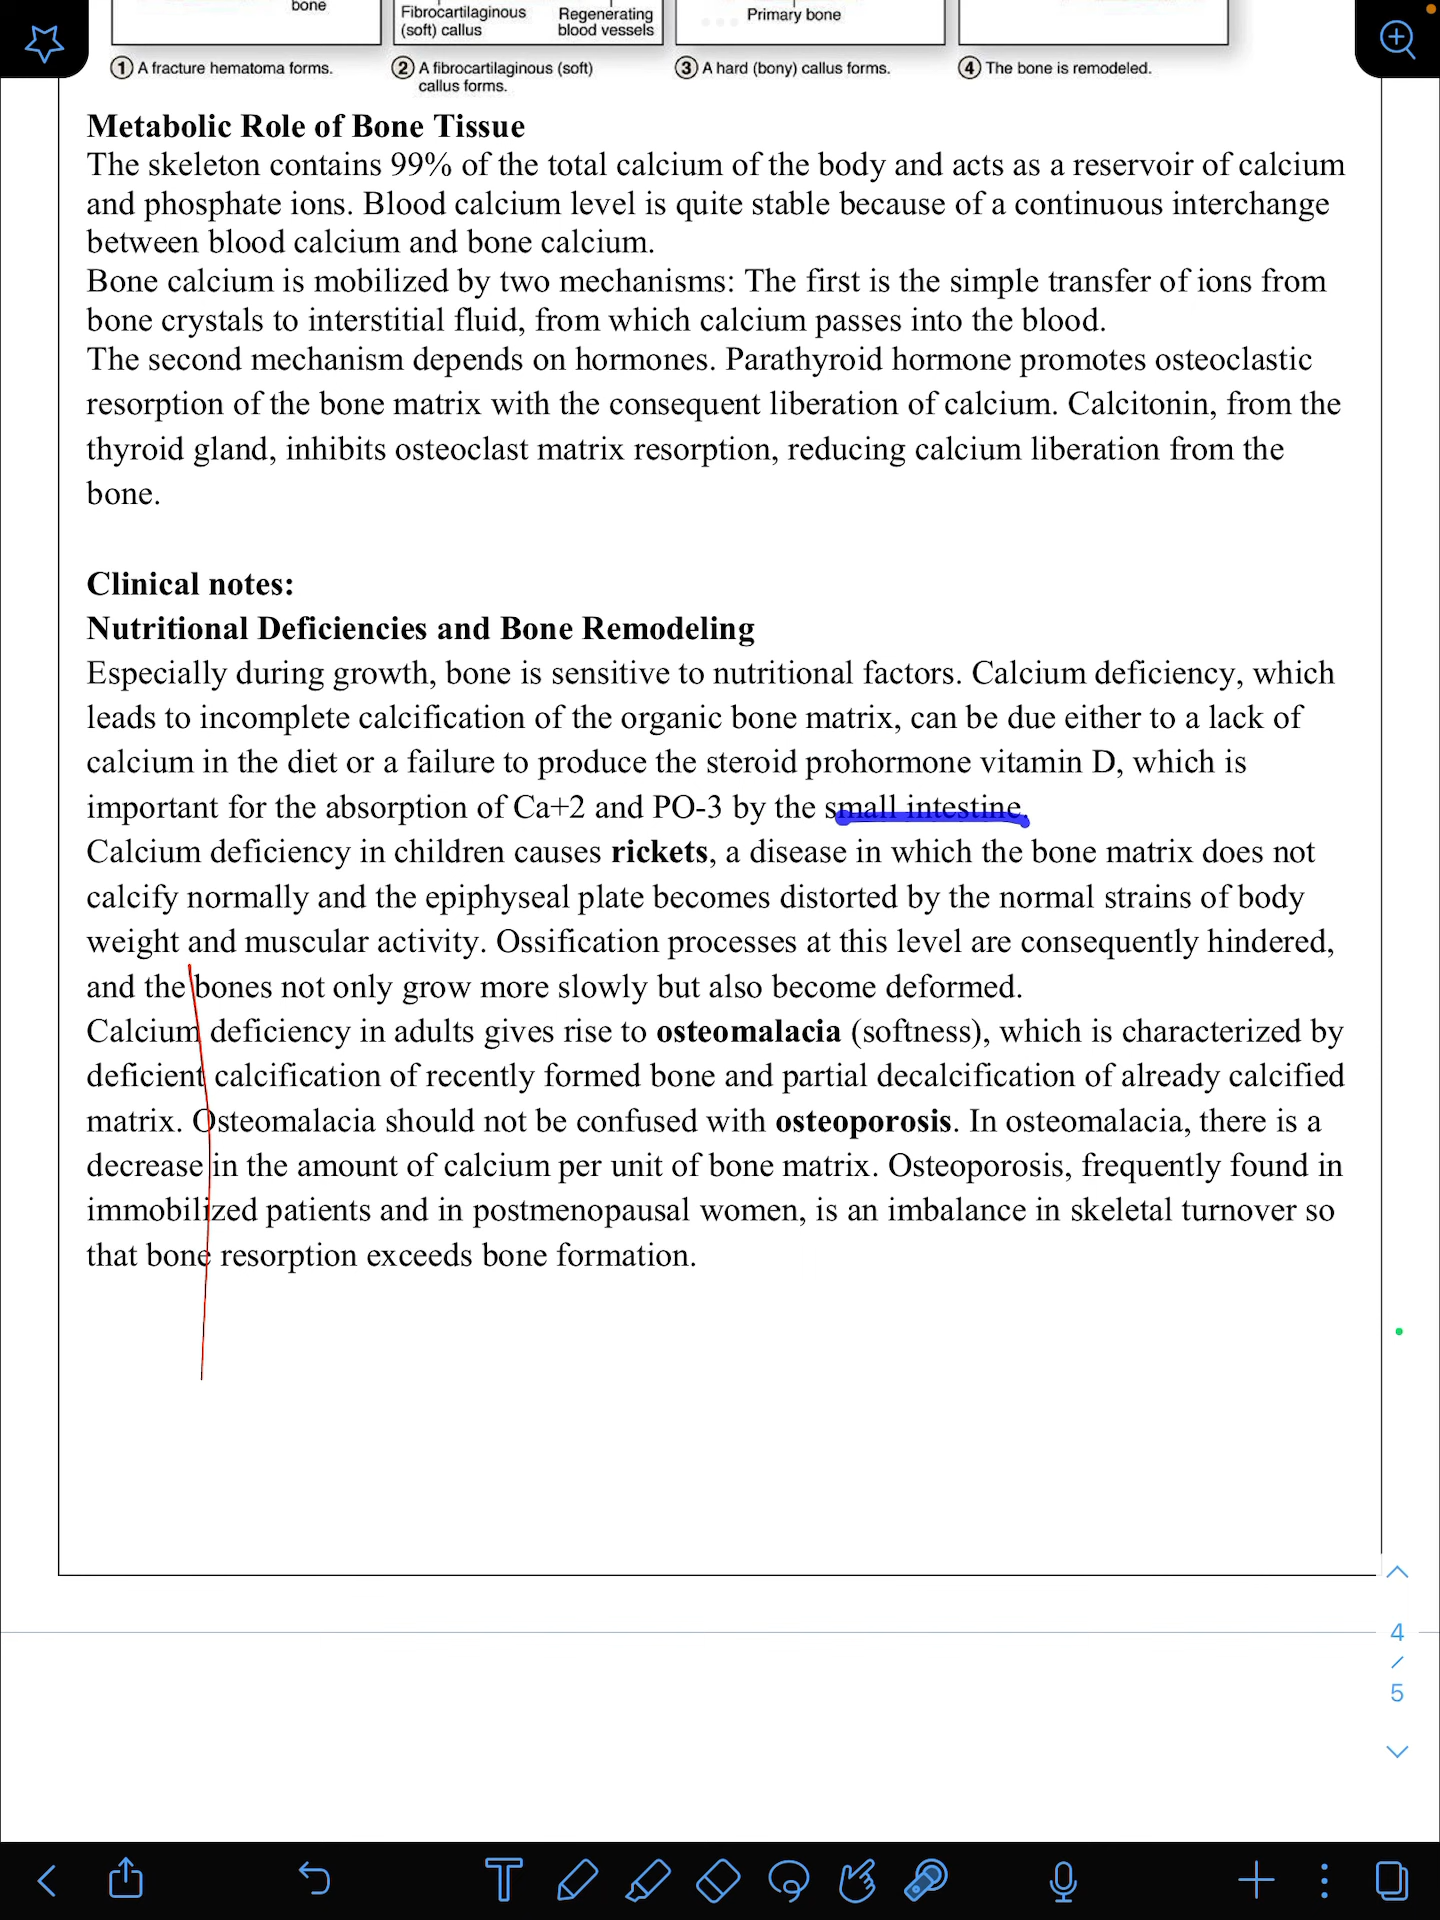 bone
Fibrocartilaginous
(soft) callus
Regenerating
blood vessels
Primary bone
1 A fracture hematoma forms.
2 A fibrocartilaginous (soft)
callus forms.
3 A hard (bony) callus forms.
4 The bone is remodeled.
Metabolic Role of Bone Tissue
The skeleton contains 99% of the total calcium of the body and acts as a reservoir of calcium
and phosphate ions. Blood calcium level is quite stable because of a continuous interchange
between blood calcium and bone calcium.
Bone calcium is mobilized by two mechanisms: The first is the simple transfer of ions from
bone crystals to interstitial fluid, from which calcium passes into the blood.
The second mechanism depends on hormones. Parathyroid hormone promotes osteoclastic
resorption of the bone matrix with the consequent liberation of calcium. Calcitonin, from the
thyroid gland, inhibits osteoclast matrix resorption, reducing calcium liberation from the
bone.
Clinical notes:
Nutritional Deficiencies and Bone Remodeling
Especially during growth, bone is sensitive to nutritional factors. Calcium deficiency, which
leads to incomplete calcification of the organic bone matrix, can be due either to a lack of
calcium in the diet or a failure to produce the steroid prohormone vitamin D, which is
important for the absorption of Ca+2 and PO-3 by the small intestine.
Calcium deficiency in children causes rickets, a disease in which the bone matrix does not
calcify normally and the epiphyseal plate becomes distorted by the normal strains of body
weight and muscular activity. Ossification processes at this level are consequently hindered,
and the bones not only grow more slowly but also become deformed.
Calcium deficiency in adults gives rise to osteomalacia (softness), which is characterized by
deficient calcification of recently formed bone and partial decalcification of already calcified
matrix. Osteomalacia should not be confused with osteoporosis. In osteomalacia, there is a
decrease in the amount of calcium per unit of bone matrix. Osteoporosis, frequently found in
immobilized patients and in postmenopausal women, is an imbalance in skeletal turnover so
that bone resorption exceeds bone formation.
4
/
5